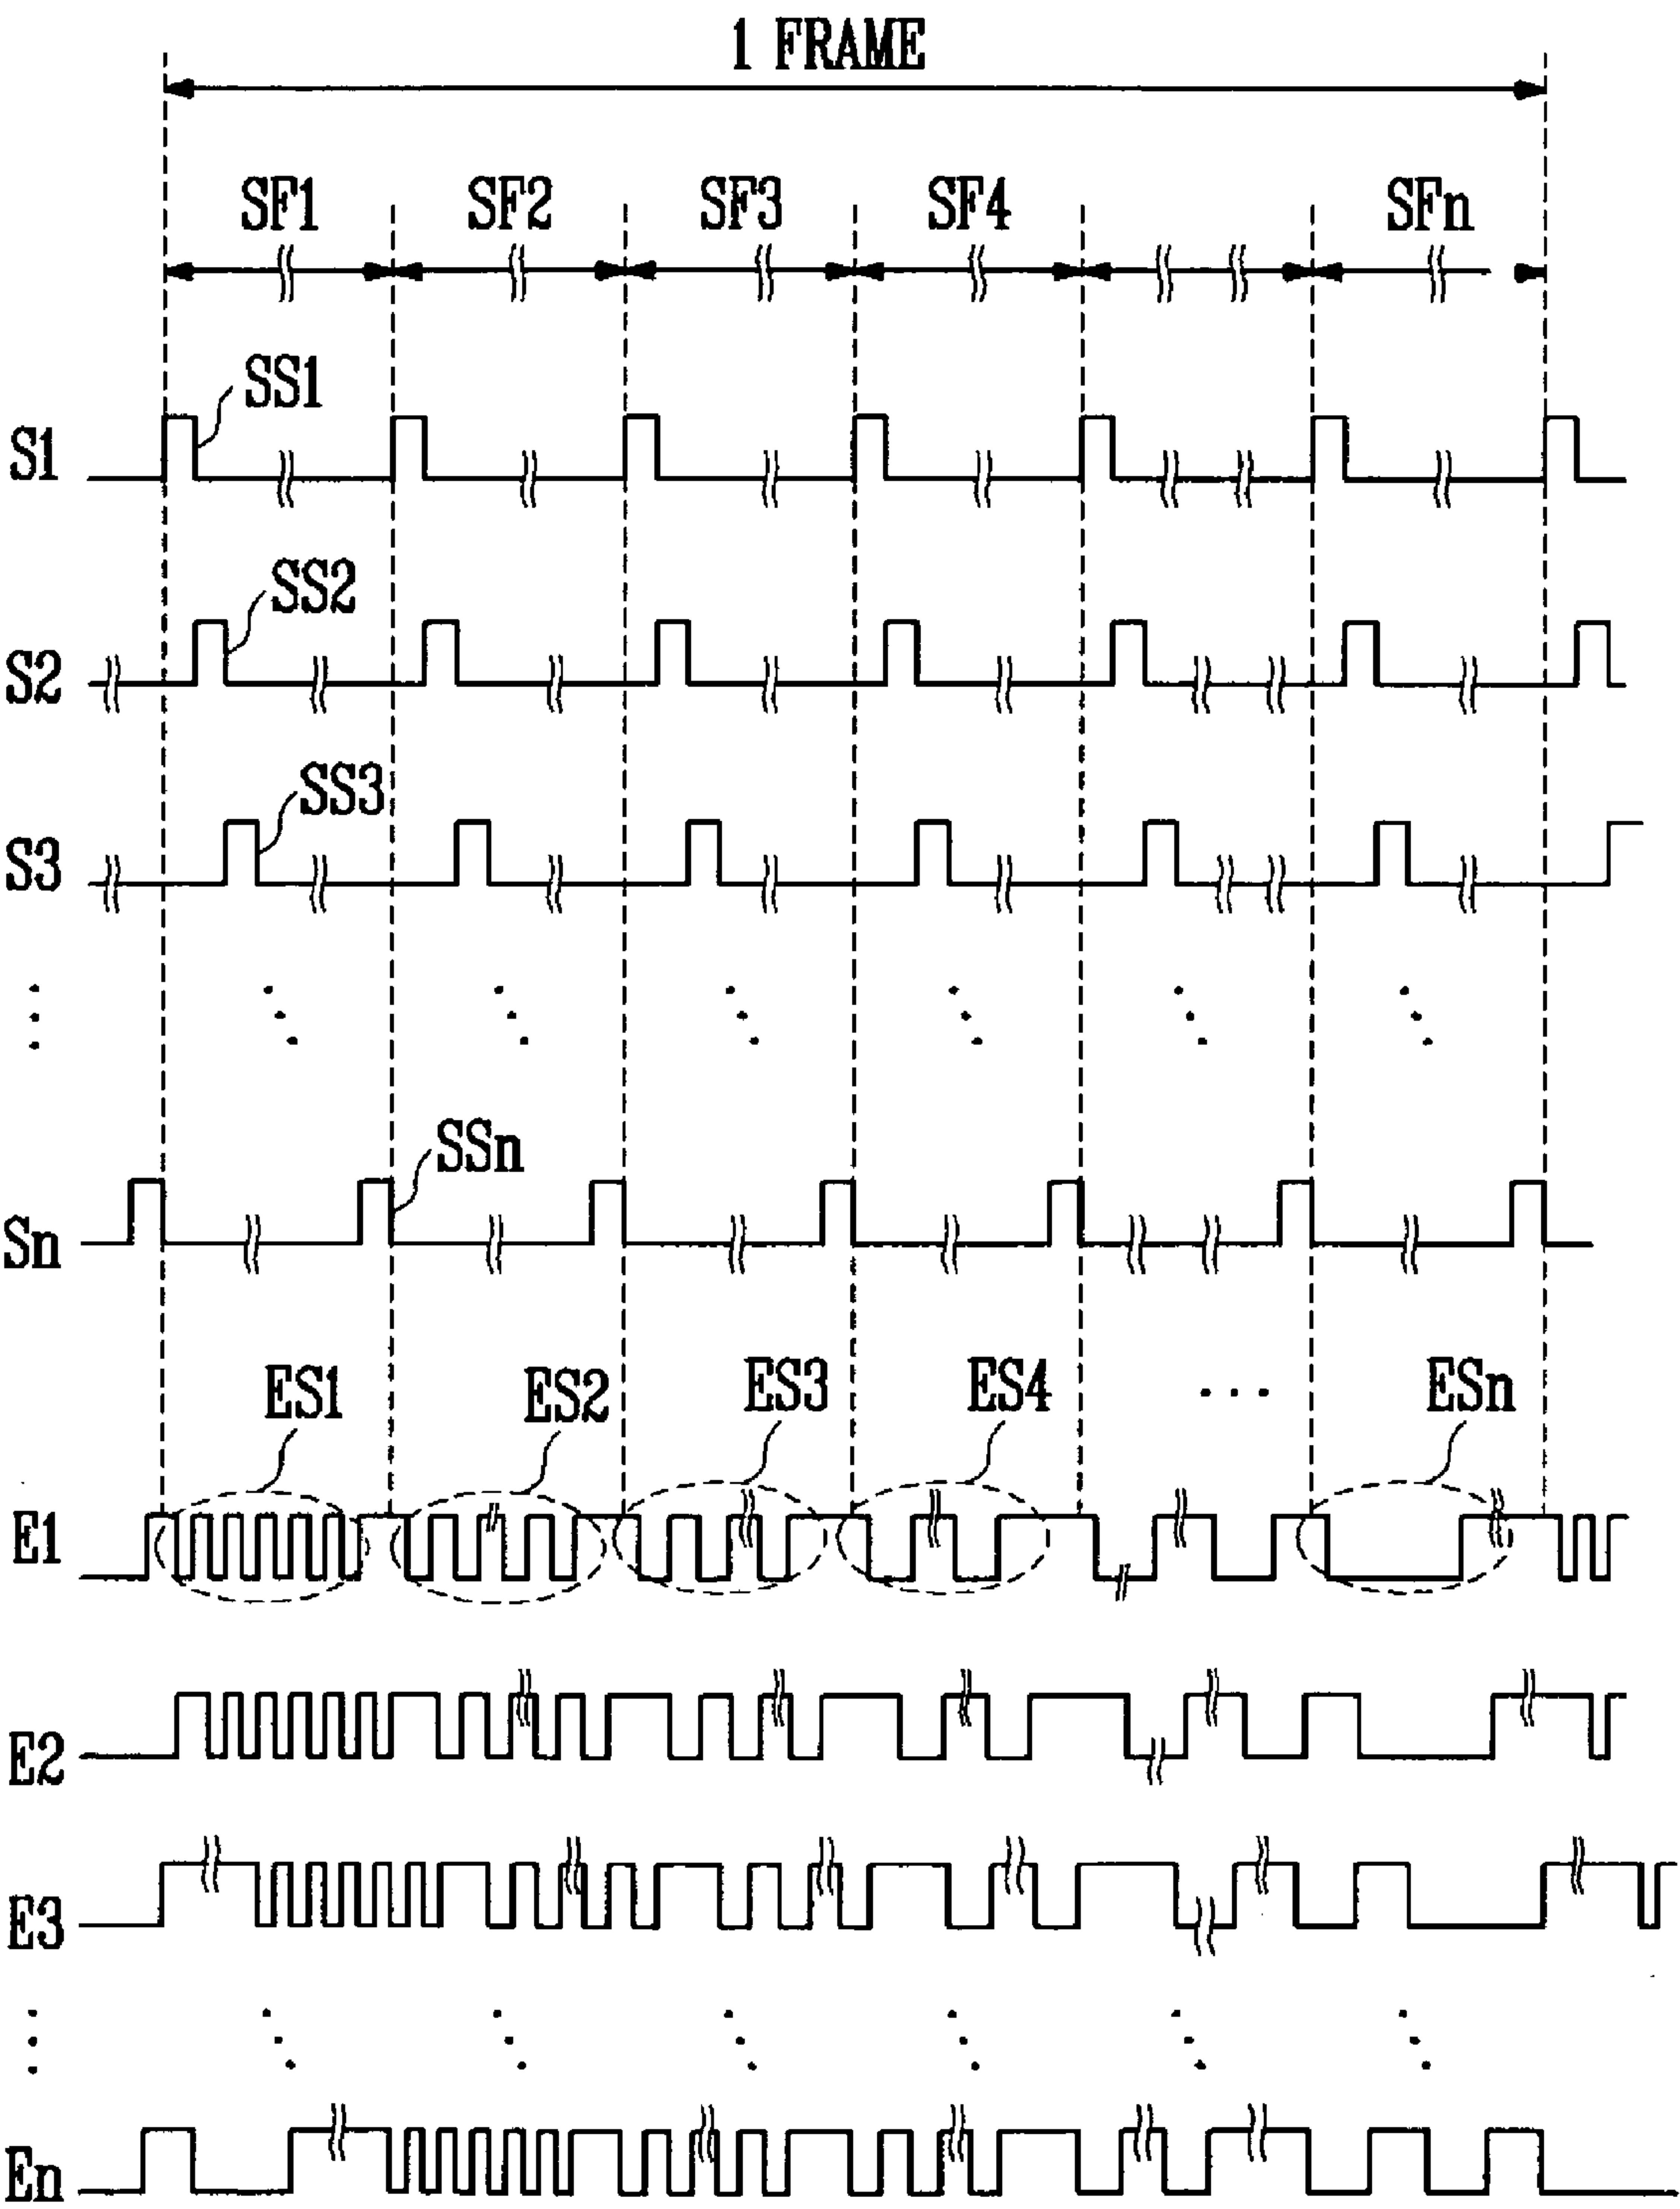 1 FRAME
SF1 SF2 SF3 SF4 SFn
SS1
S1
SS2
S2
SS3
S3
SSn
Sn
ES1 ES2 ES3 ES4 ... ESn
E1
E2
E3
En